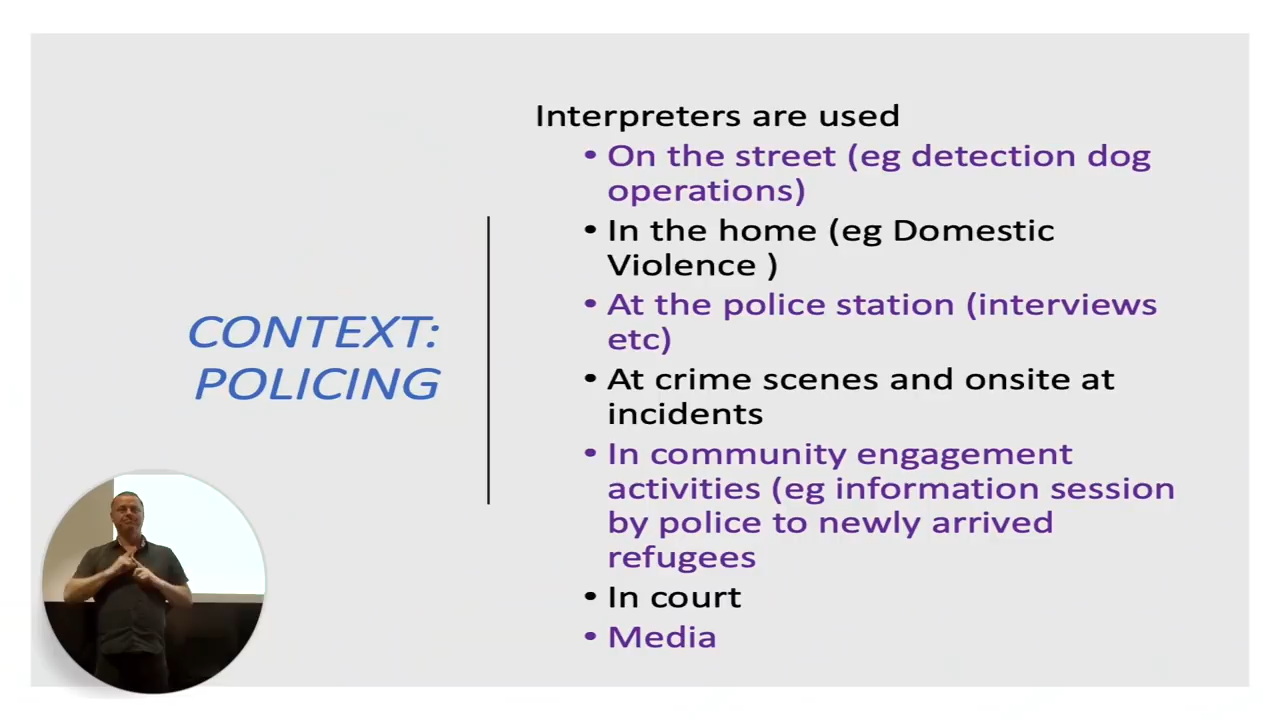 CONTEXT:
POLICING
Interpreters are used
• On the street (eg detection dog
operations)
• In the home (eg Domestic
Violence )
• At the police station (interviews
etc)
• At crime scenes and onsite at
incidents
• In community engagement
activities (eg information session
by police to newly arrived
refugees
• In court
• Media